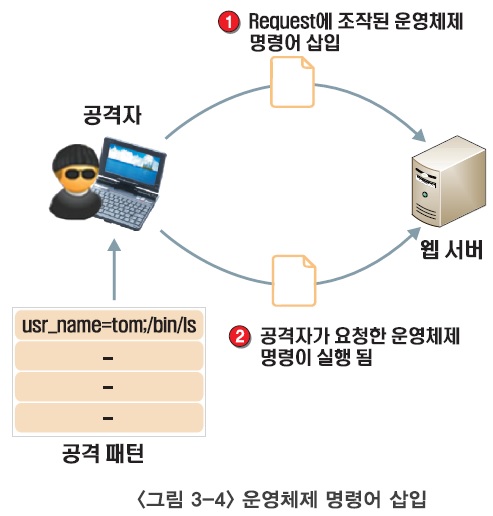 1 Request에 조작된 운영체제
명령어 삽입
공격자
웹 서버
usr_name=tom;/bin/ls
–
–
–
공격 패턴
2 공격자가 요청한 운영체제
명령이 실행 됨
<그림 3-4> 운영체제 명령어 삽입